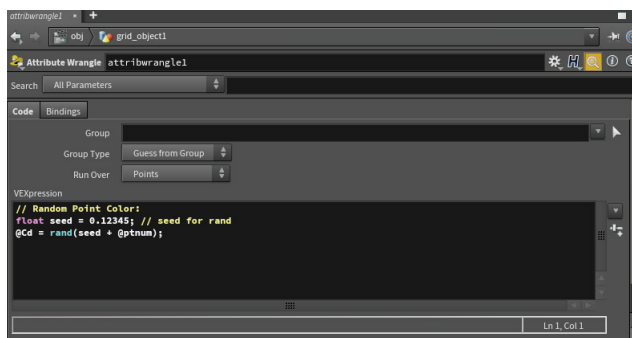 attribwrangle1
obj grid_object1
Attribute Wrangle attribwrangle1
Search All Parameters
Code Bindings
Group
Group Type Guess from Group
Run Over Points
VEXpression
// Random Point Color:
float seed = 0.12345; // seed for rand
@Cd = rand(seed + @ptnum);
Ln 1, Col 1